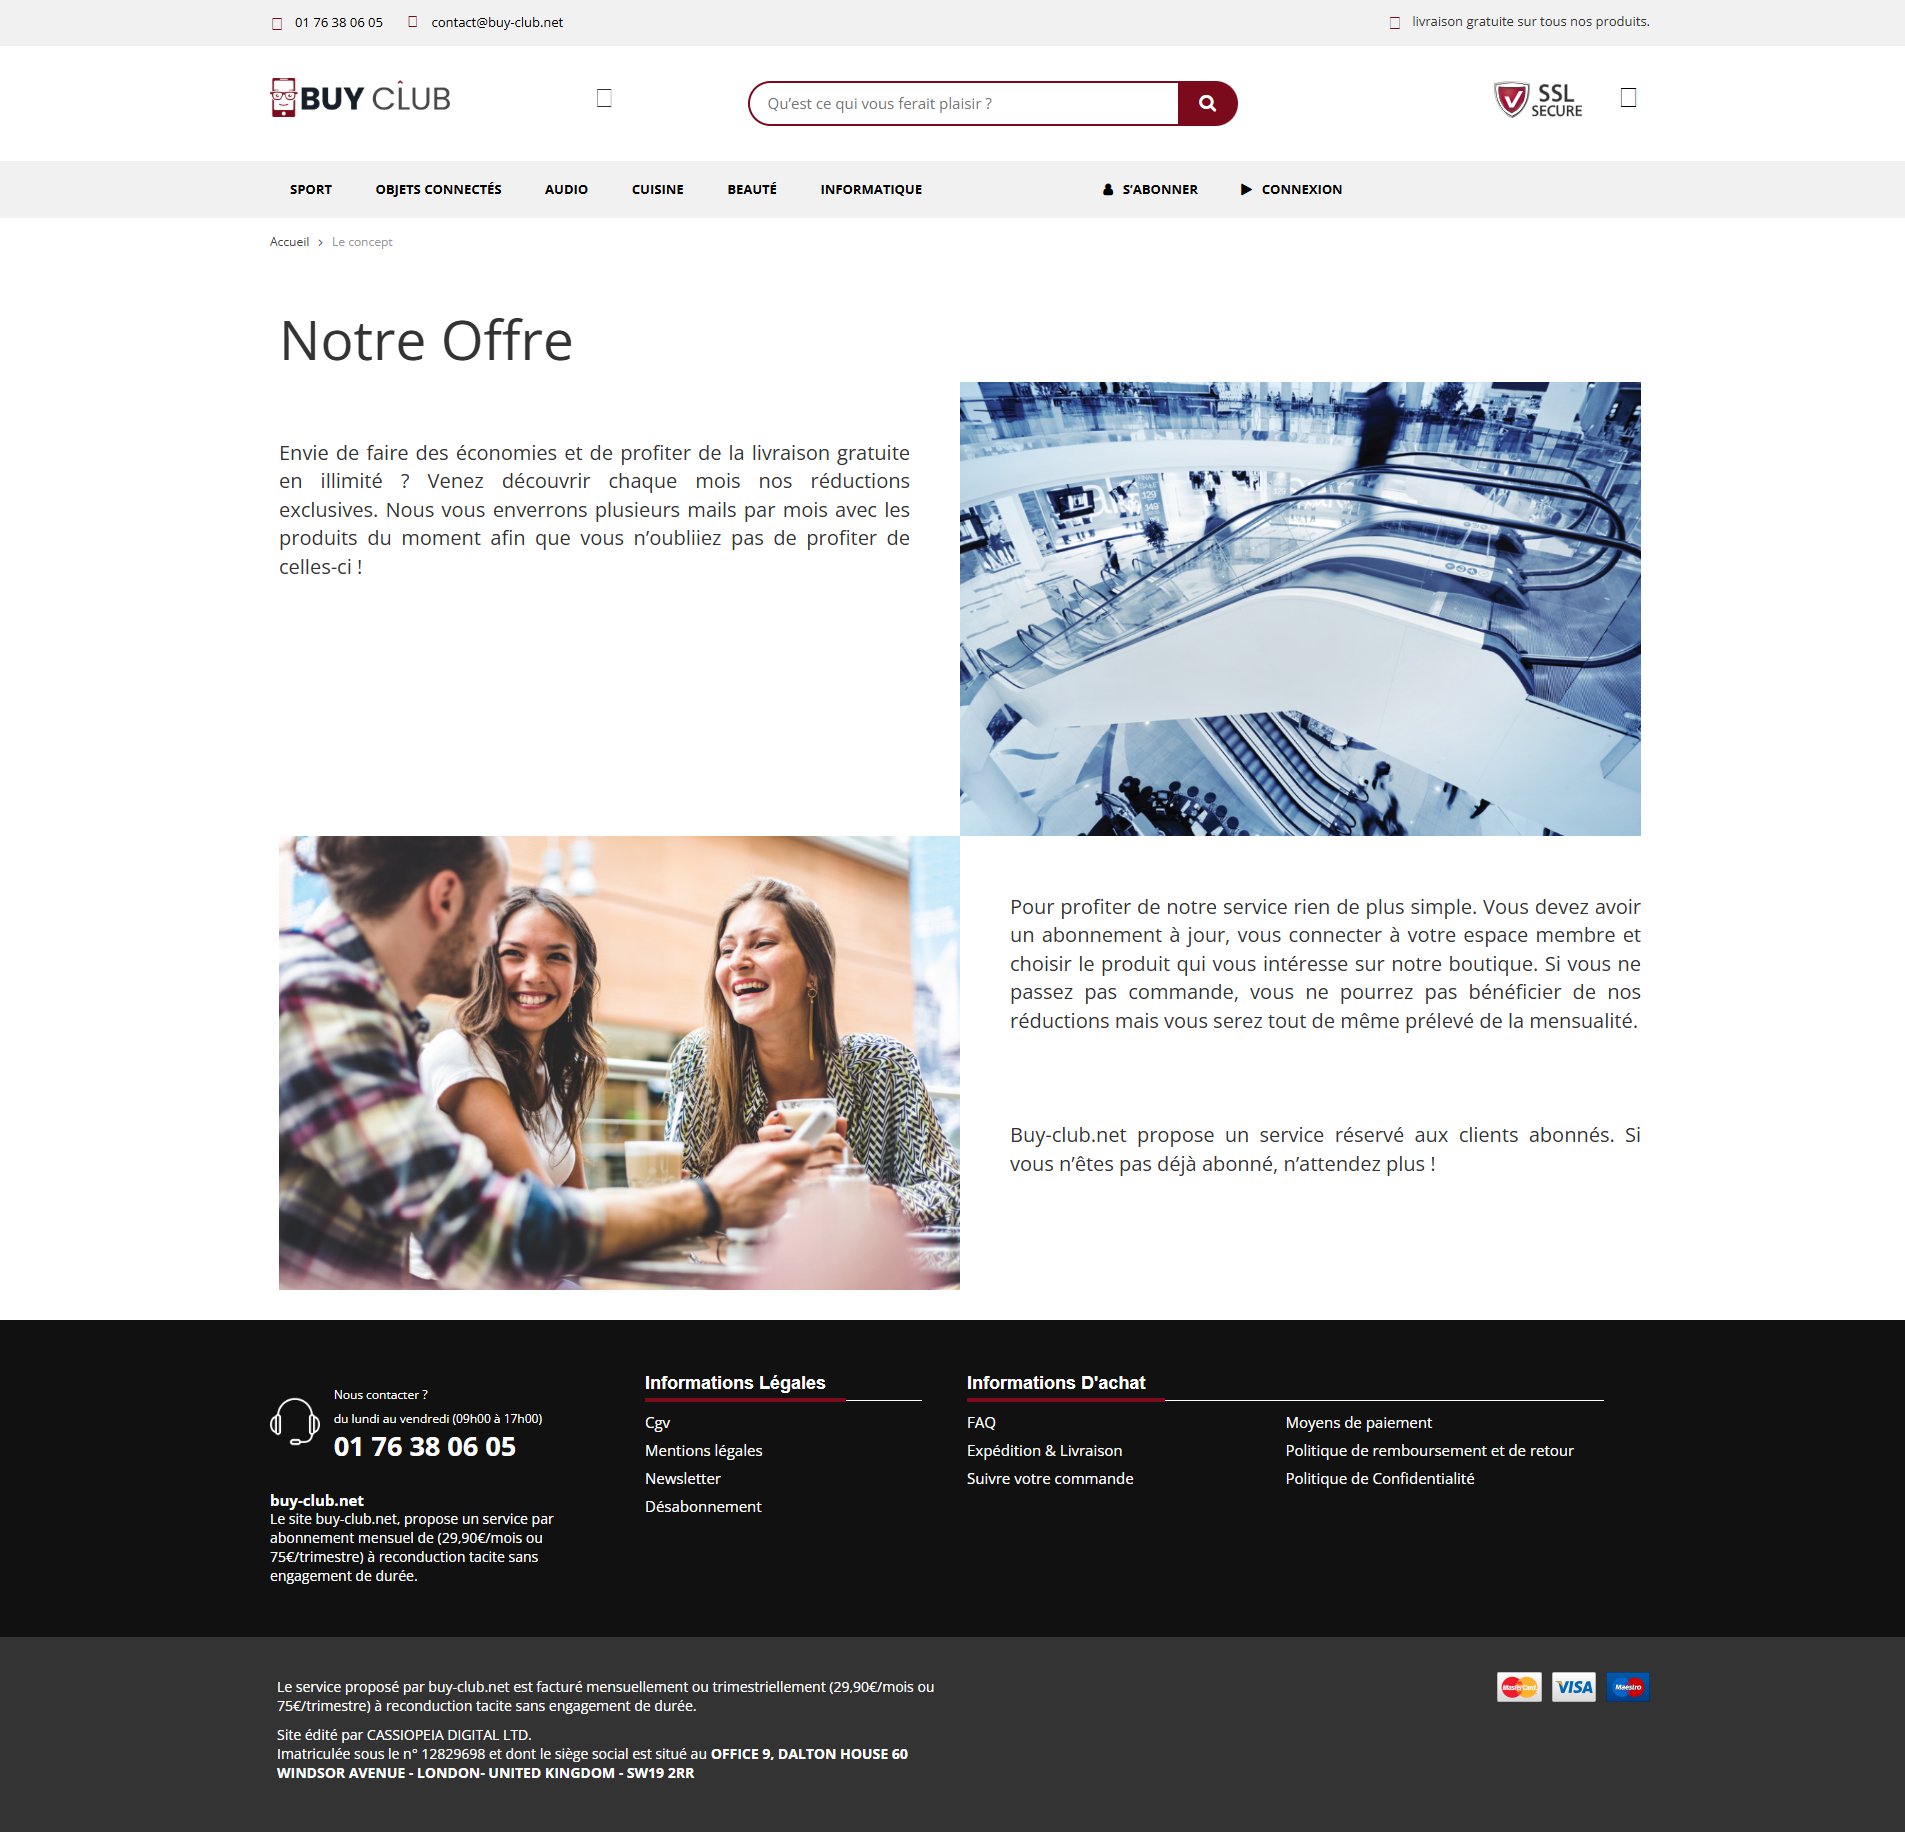 01 76 38 06 05 contact@buy-club.net livraison gratuite sur tous nos produits.
BUY CLUB
Qu'est ce qui vous ferait plaisir ?
SSL
SECURE
SPORT OBJETS CONNECTÉS AUDIO CUISINE BEAUTÉ INFORMATIQUE S'ABONNER CONNEXION
Accueil > Le concept
Notre Offre
Envie de faire des économies et de profiter de la livraison gratuite
en illimité ? Venez découvrir chaque mois nos réductions
exclusives. Nous vous enverrons plusieurs mails par mois avec les
produits du moment afin que vous n'oubliiez pas de profiter de
celles-ci !
Pour profiter de notre service rien de plus simple. Vous devez avoir
un abonnement à jour, vous connecter à votre espace membre et
choisir le produit qui vous intéresse sur notre boutique. Si vous ne
passez pas commande, vous ne pourrez pas bénéficier de nos
réductions mais vous serez tout de même prélevé de la mensualité.
Buy-club.net propose un service réservé aux clients abonnés. Si
vous n'êtes pas déjà abonné, n'attendez plus !
Nous contacter ?
du lundi au vendredi (09h00 à 17h00)
01 76 38 06 05
buy-club.net
Le site buy-club.net, propose un service par
abonnement mensuel de (29,90€/mois ou
75€/trimestre) à reconduction tacite sans
engagement de durée.
Informations Légales
Cgv
Mentions légales
Newsletter
Désabonnement
Informations D'achat
FAQ
Expédition & Livraison
Suivre votre commande
Moyens de paiement
Politique de remboursement et de retour
Politique de Confidentialité
Le service proposé par buy-club.net est facturé mensuellement ou trimestriellement (29,90€/mois ou
75€/trimestre) à reconduction tacite sans engagement de durée.
Site édité par CASSIOPEIA DIGITAL LTD.
Imatriculée sous le n° 12829698 et dont le siège social est situé au OFFICE 9, DALTON HOUSE 60
WINDSOR AVENUE - LONDON- UNITED KINGDOM - SW19 2RR
MasterCard VISA Maestro